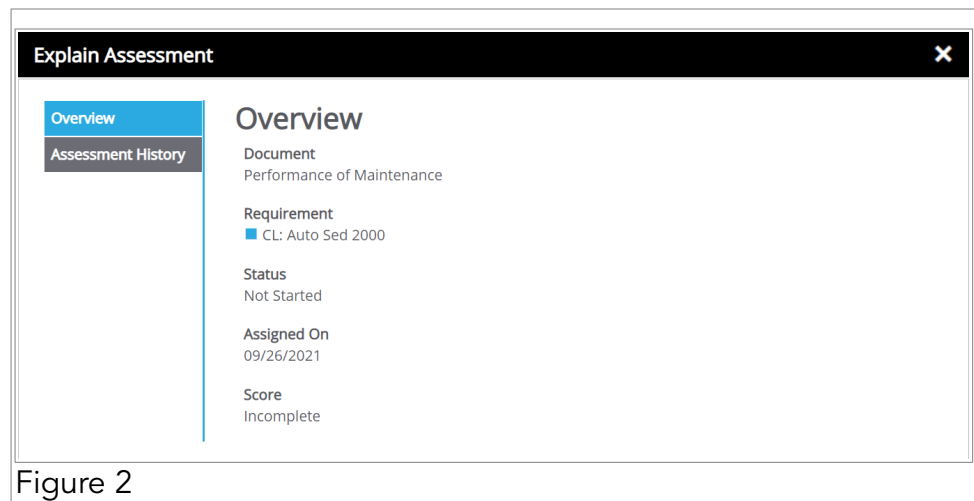 Explain Assessment
Overview
Assessment History
Overview
Document
Performance of Maintenance
Requirement
CL: Auto Sed 2000
Status
Not Started
Assigned On
09/26/2021
Score
Incomplete
Figure 2